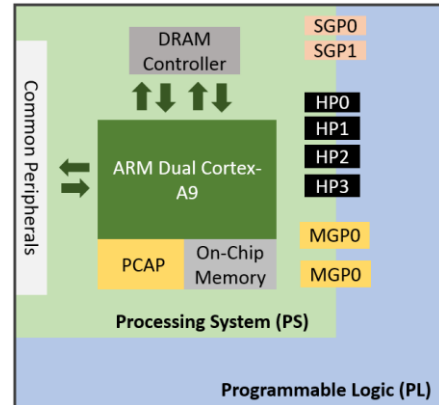 SGP0
SGP1
DRAM
Controller
Common Peripherals
HP0
HP1
HP2
HP3
ARM Dual Cortex-
A9
MGP0
MGP0
PCAP
On-Chip
Memory
Processing System (PS)
Programmable Logic (PL)